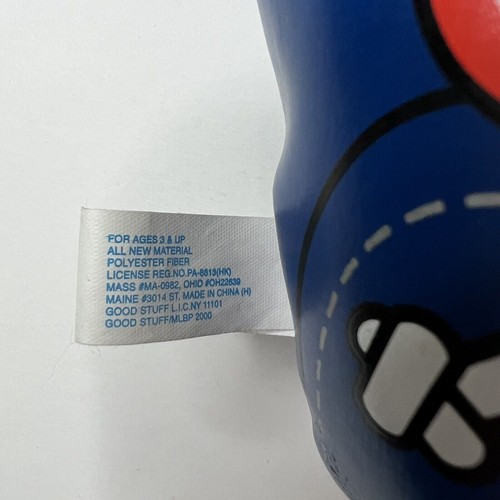 FOR AGES 3 & UP
ALL NEW MATERIAL
POLYESTER FIBER
LICENSE REG.NO.PA-8813(HK)
MASS #MA-0982, OHIO #OH22639
MAINE #3014 ST. MADE IN CHINA (H)
GOOD STUFF L.I.C.NY 11101
GOOD STUFF/MLBP 2000